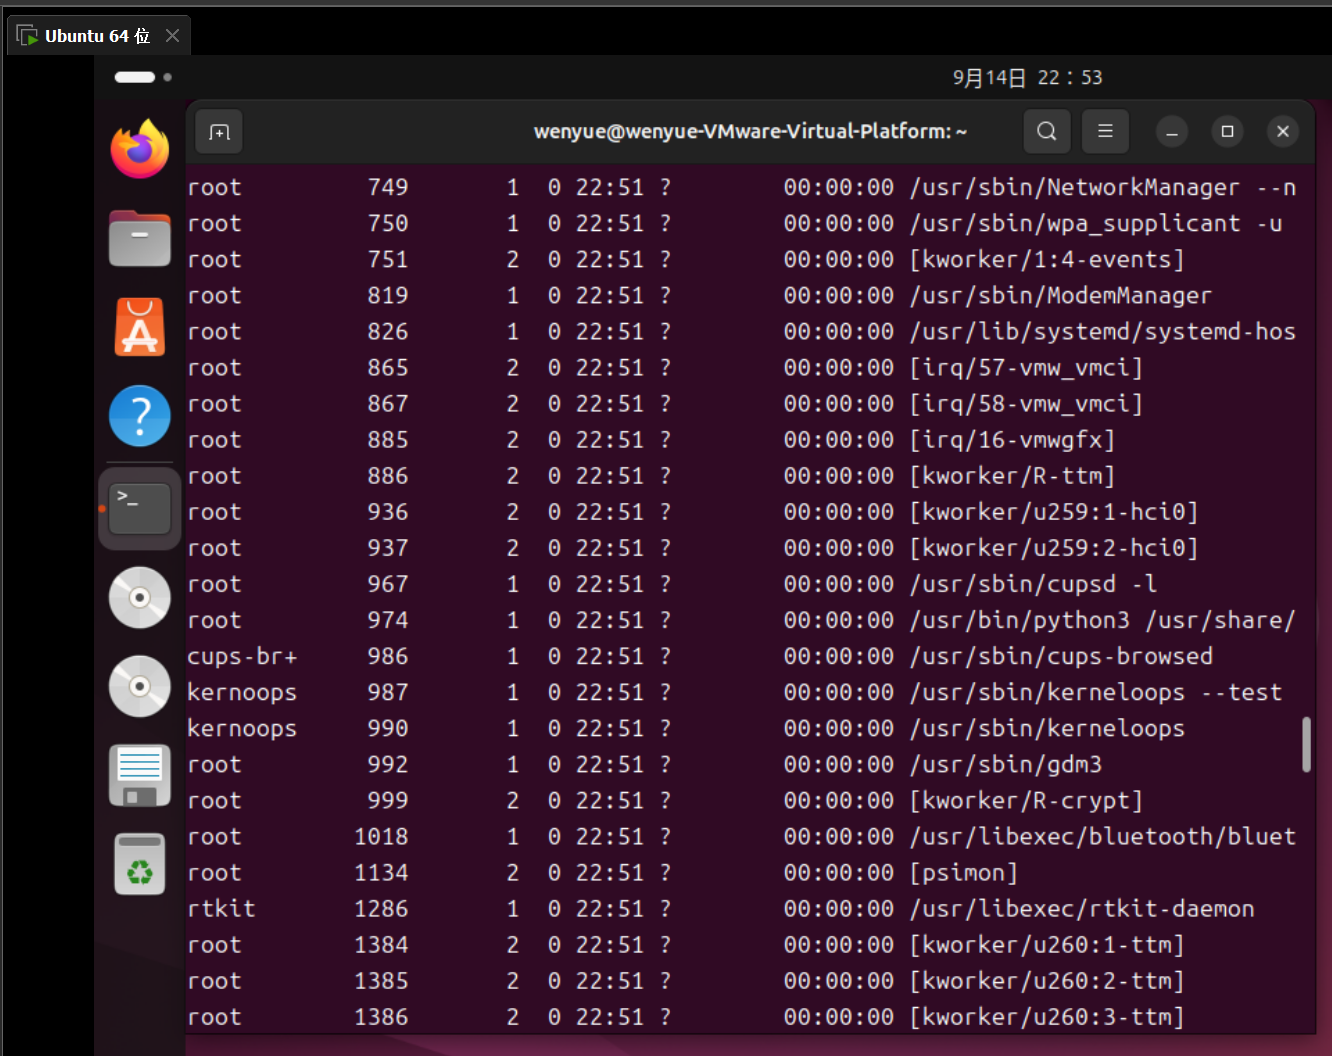 Ubuntu 64 位
9月14日 22：53
wenyue@wenyue-VMware-Virtual-Platform: ~
root 749 1 0 22:51 ? 00:00:00 /usr/sbin/NetworkManager --n
root 750 1 0 22:51 ? 00:00:00 /usr/sbin/wpa_supplicant -u
root 751 2 0 22:51 ? 00:00:00 [kworker/1:4-events]
root 819 1 0 22:51 ? 00:00:00 /usr/sbin/ModemManager
root 826 1 0 22:51 ? 00:00:00 /usr/lib/systemd/systemd-hos
root 865 2 0 22:51 ? 00:00:00 [irq/57-vmw_vmci]
root 867 2 0 22:51 ? 00:00:00 [irq/58-vmw_vmci]
root 885 2 0 22:51 ? 00:00:00 [irq/16-vmwgfx]
root 886 2 0 22:51 ? 00:00:00 [kworker/R-ttm]
root 936 2 0 22:51 ? 00:00:00 [kworker/u259:1-hci0]
root 937 2 0 22:51 ? 00:00:00 [kworker/u259:2-hci0]
root 967 1 0 22:51 ? 00:00:00 /usr/sbin/cupsd -l
root 974 1 0 22:51 ? 00:00:00 /usr/bin/python3 /usr/share/
cups-br+ 986 1 0 22:51 ? 00:00:00 /usr/sbin/cups-browsed
kernoops 987 1 0 22:51 ? 00:00:00 /usr/sbin/kerneloops --test
kernoops 990 1 0 22:51 ? 00:00:00 /usr/sbin/kerneloops
root 992 1 0 22:51 ? 00:00:00 /usr/sbin/gdm3
root 999 2 0 22:51 ? 00:00:00 [kworker/R-crypt]
root 1018 1 0 22:51 ? 00:00:00 /usr/libexec/bluetooth/bluet
root 1134 2 0 22:51 ? 00:00:00 [psimon]
rtkit 1286 1 0 22:51 ? 00:00:00 /usr/libexec/rtkit-daemon
root 1384 2 0 22:51 ? 00:00:00 [kworker/u260:1-ttm]
root 1385 2 0 22:51 ? 00:00:00 [kworker/u260:2-ttm]
root 1386 2 0 22:51 ? 00:00:00 [kworker/u260:3-ttm]